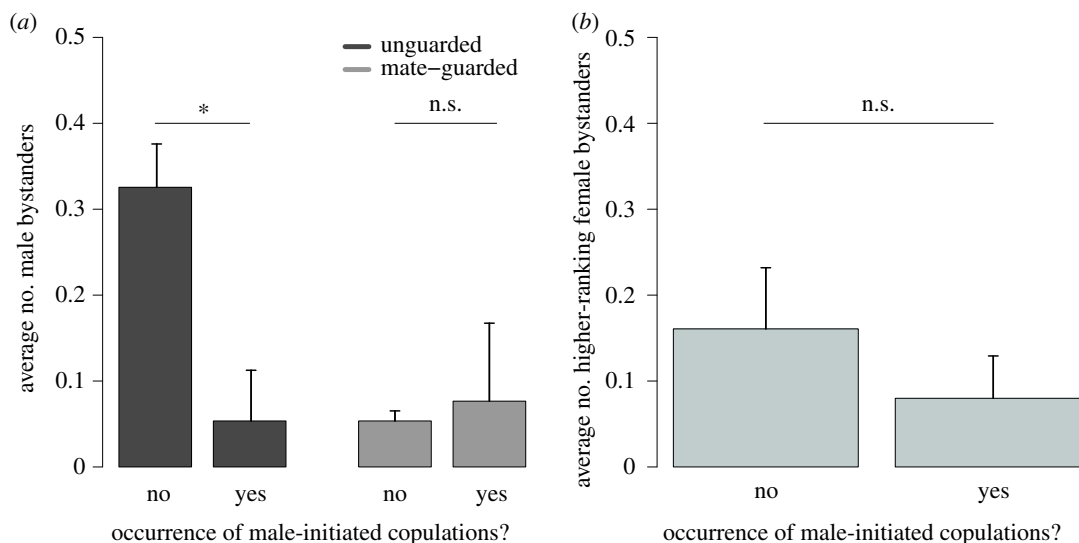 (a)
0.5
0.4
0.3
0.2
0.1
0
average no. male bystanders
unguarded
mate−guarded
*
n.s.
no
yes
no
yes
occurrence of male-initiated copulations?
(b)
0.5
0.4
0.3
0.2
0.1
0
average no. higher-ranking female bystanders
n.s.
no
yes
occurrence of male-initiated copulations?